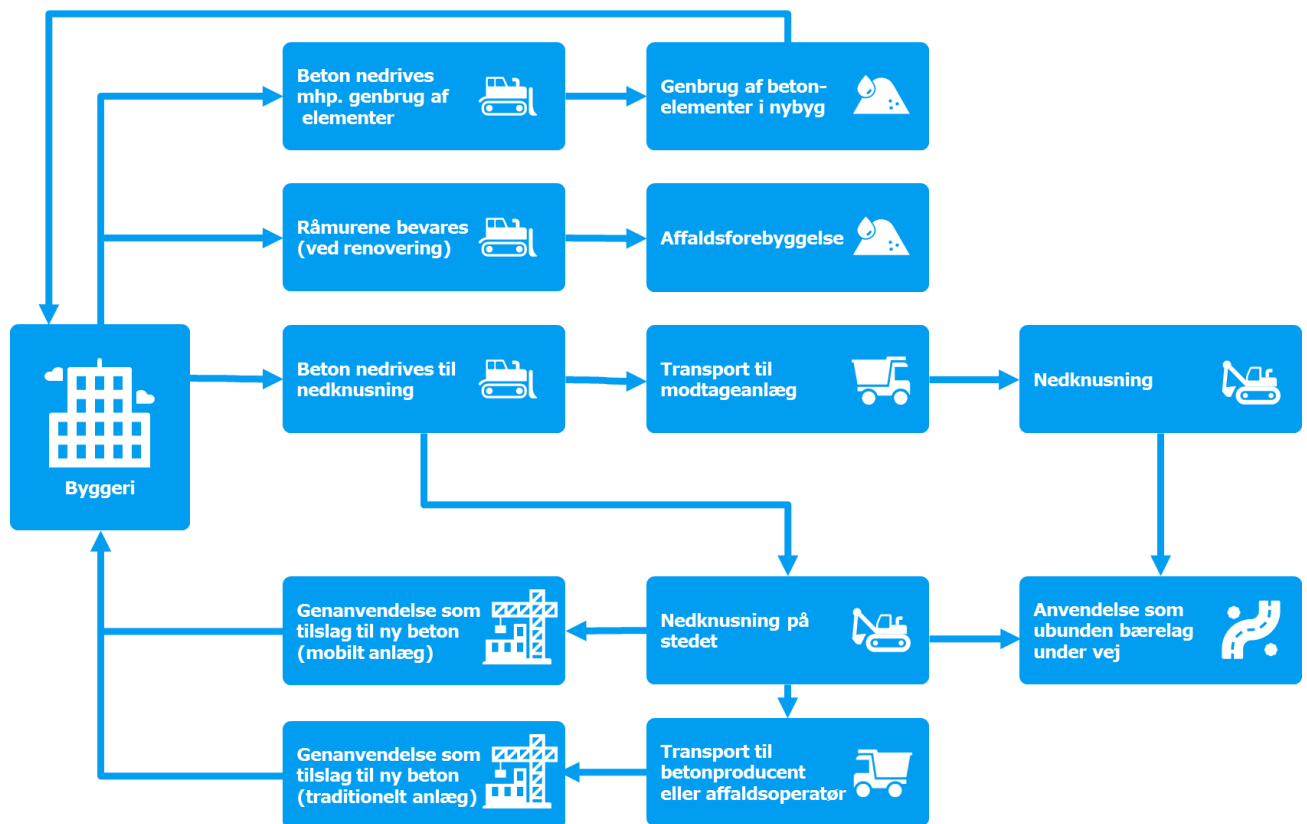 Beton nedrives
mhp. genbrug af
elementer
Genbrug af beton-
elementer i nybyg
Råmurene bevares
(ved renovering)
Affaldsforebyggelse
Byggeri
Beton nedrives til
nedknusning
Transport til
modtageanlæg
Nedknusning
Genanvendelse som
tilslag til ny beton
(mobilt anlæg)
Nedknusning på
stedet
Anvendelse som
ubunden bærelag
under vej
Genanvendelse som
tilslag til ny beton
(traditionelt anlæg)
Transport til
betonproducent
eller affaldsoperatør